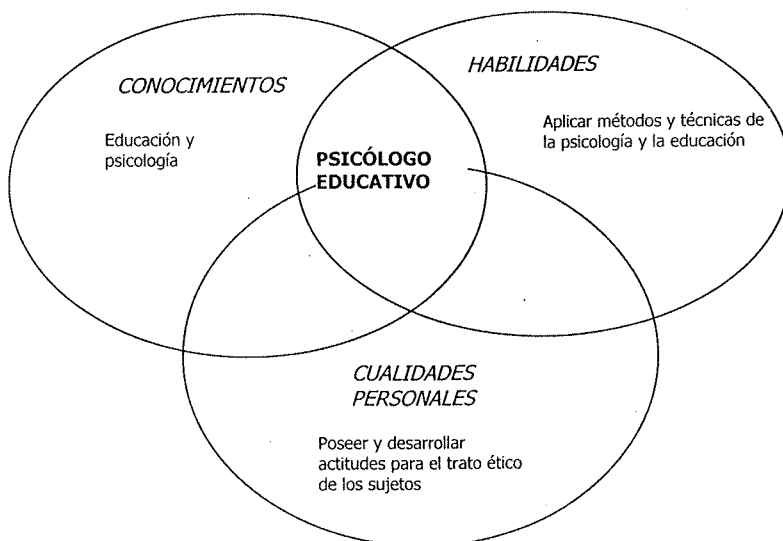 CONOCIMIENTOS
Educación y
psicología
HABILIDADES
Aplicar métodos y técnicas de
la psicología y la educación
PSICÓLOGO
EDUCATIVO
CUALIDADES
PERSONALES
Poseer y desarrollar
actitudes para el trato ético
de los sujetos